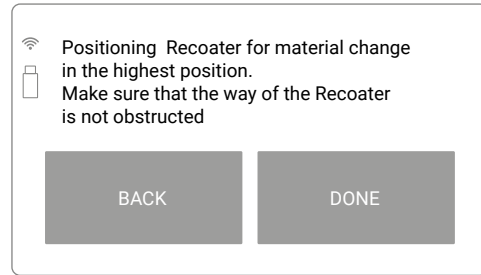 Positioning  Recoater for material change
in the highest position.
Make sure that the way of the Recoater
is not obstructed
BACK
DONE